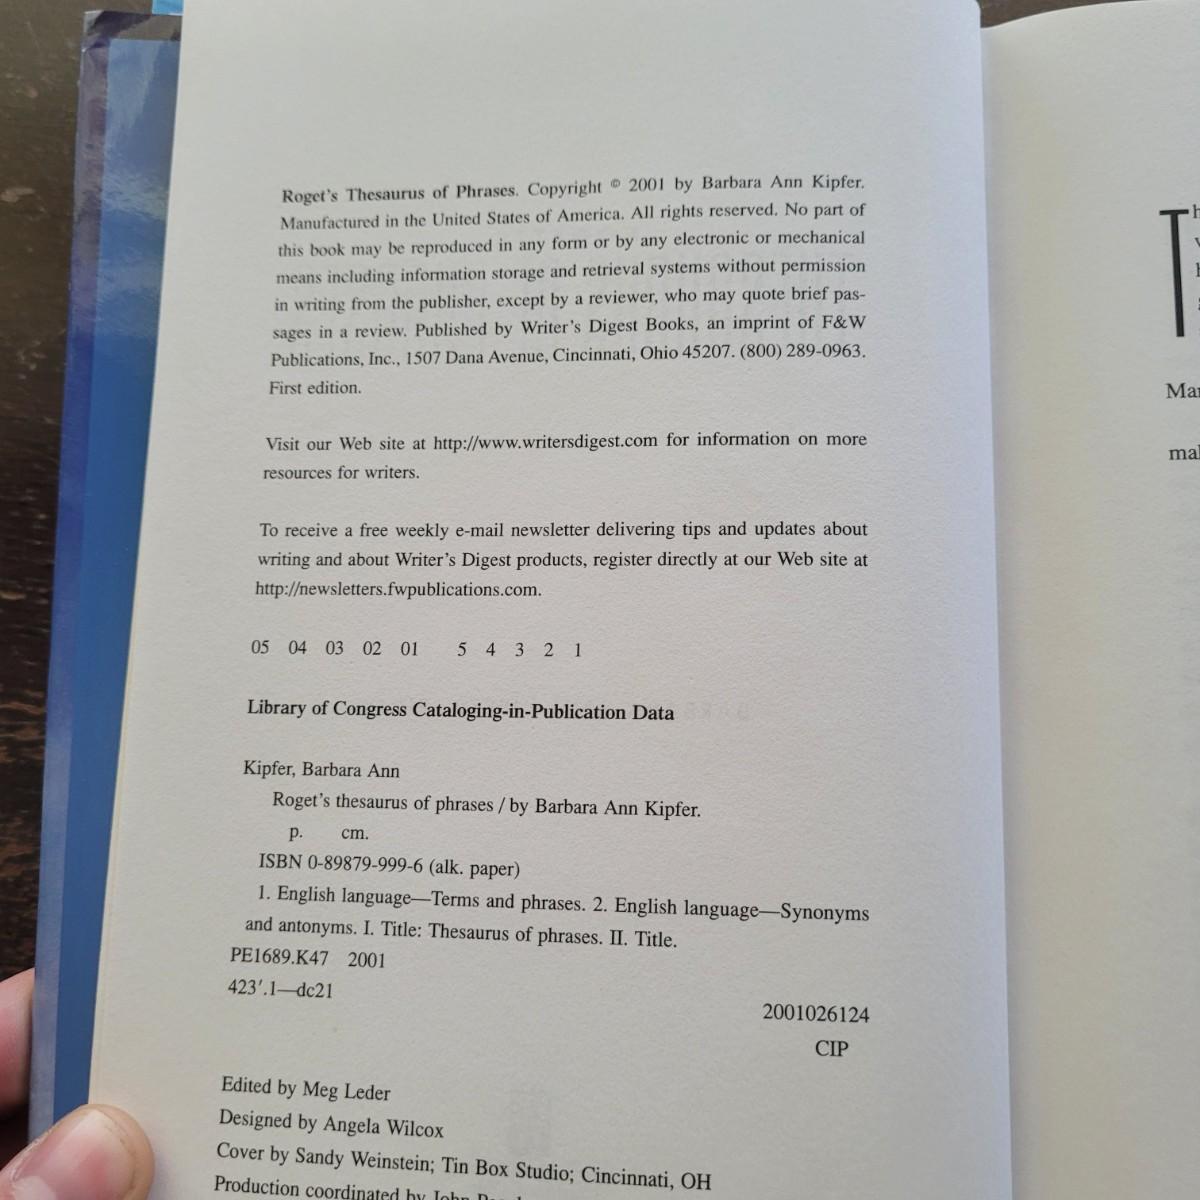 Roget's Thesaurus of Phrases. Copyright © 2001 by Barbara Ann Kipfer.
Manufactured in the United States of America. All rights reserved. No part of
this book may be reproduced in any form or by any electronic or mechanical
means including information storage and retrieval systems without permission
in writing from the publisher, except by a reviewer, who may quote brief pas-
sages in a review. Published by Writer's Digest Books, an imprint of F&W
Publications, Inc., 1507 Dana Avenue, Cincinnati, Ohio 45207. (800) 289-0963.
First edition.
Visit our Web site at http://www.writersdigest.com for information on more
resources for writers.
To receive a free weekly e-mail newsletter delivering tips and updates about
writing and about Writer's Digest products, register directly at our Web site at
http://newsletters.fwpublications.com.
05 04 03 02 01 5 4 3 2 1
Library of Congress Cataloging-in-Publication Data
Kipfer, Barbara Ann
Roget's thesaurus of phrases / by Barbara Ann Kipfer.
p. cm.
ISBN 0-89879-999-6 (alk. paper)
1. English language—Terms and phrases. 2. English language—Synonyms
and antonyms. I. Title: Thesaurus of phrases. II. Title.
PE1689.K47 2001
423′.1—dc21
2001026124
CIP
Edited by Meg Leder
Designed by Angela Wilcox
Cover by Sandy Weinstein; Tin Box Studio; Cincinnati, OH
Production coordinated by John